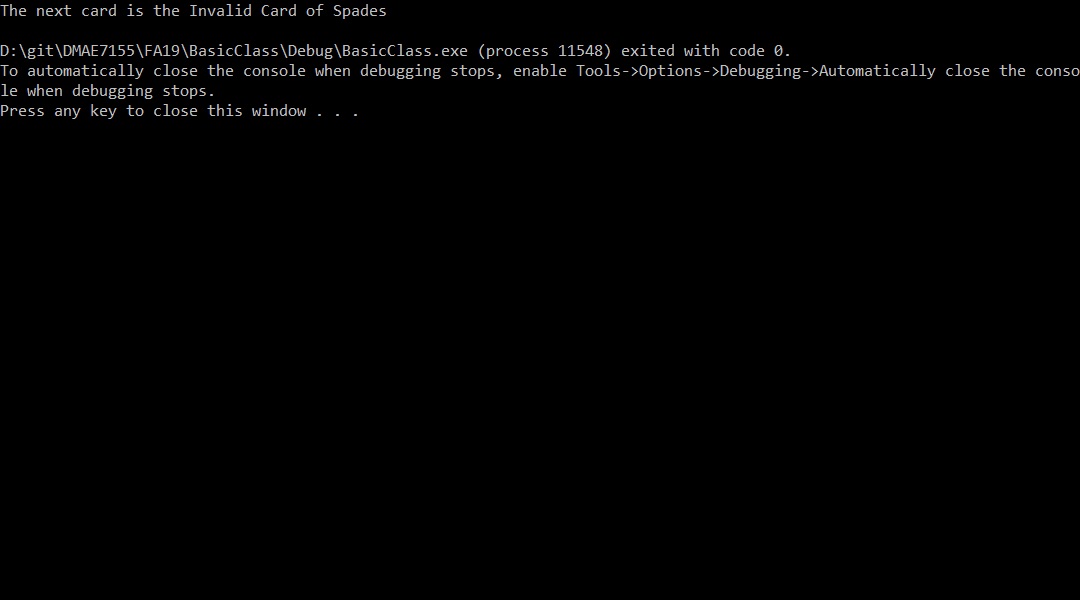 The next card is the Invalid Card of Spades
D:\git\DMAE7155\FA19\BasicClass\Debug\BasicClass.exe (process 11548) exited with code 0.
To automatically close the console when debugging stops, enable Tools->Options->Debugging->Automatically close the conso
le when debugging stops.
Press any key to close this window . . .